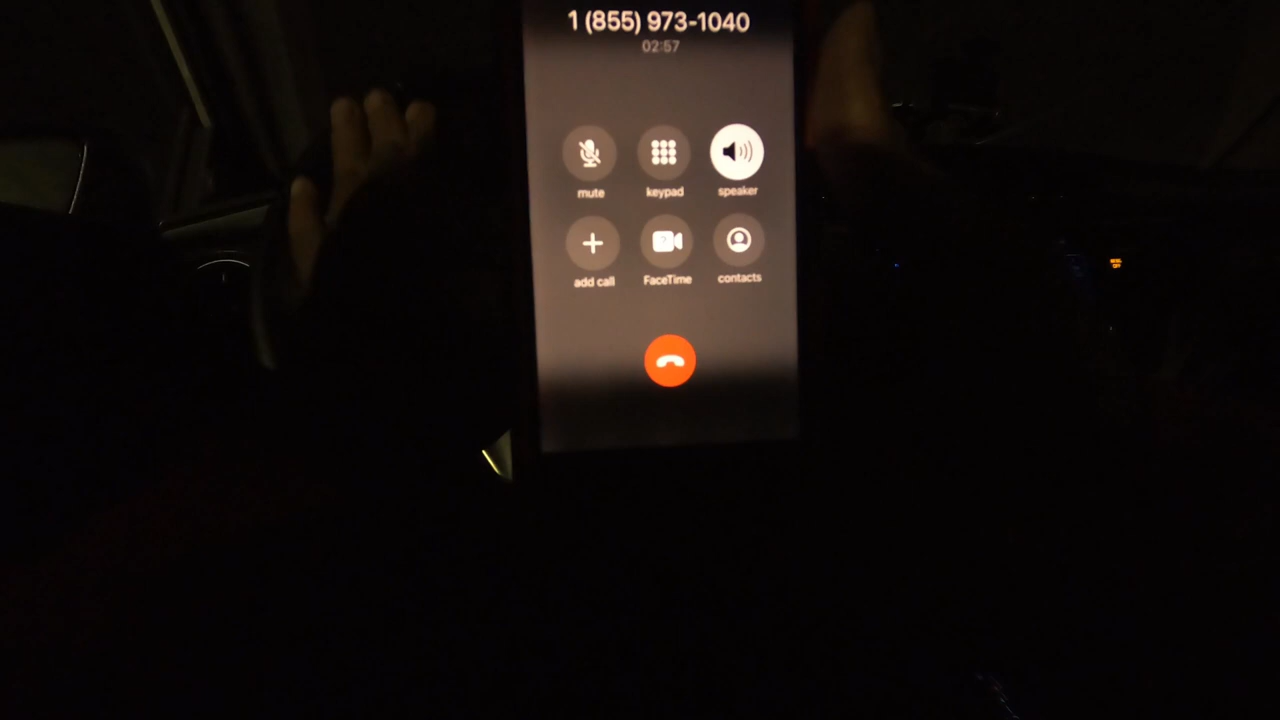 1 (855) 973-1040
02:57
mute keypad speaker
add call FaceTime contacts